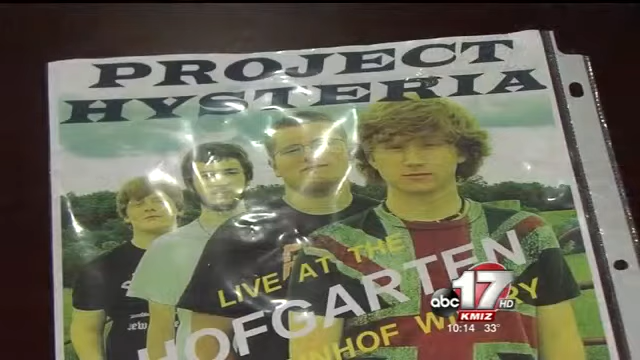 PROJECT
HYSTERIA
LIVE AT THE
HOFGARTEN
abc 17 HD
KMIZ
10:14 33°